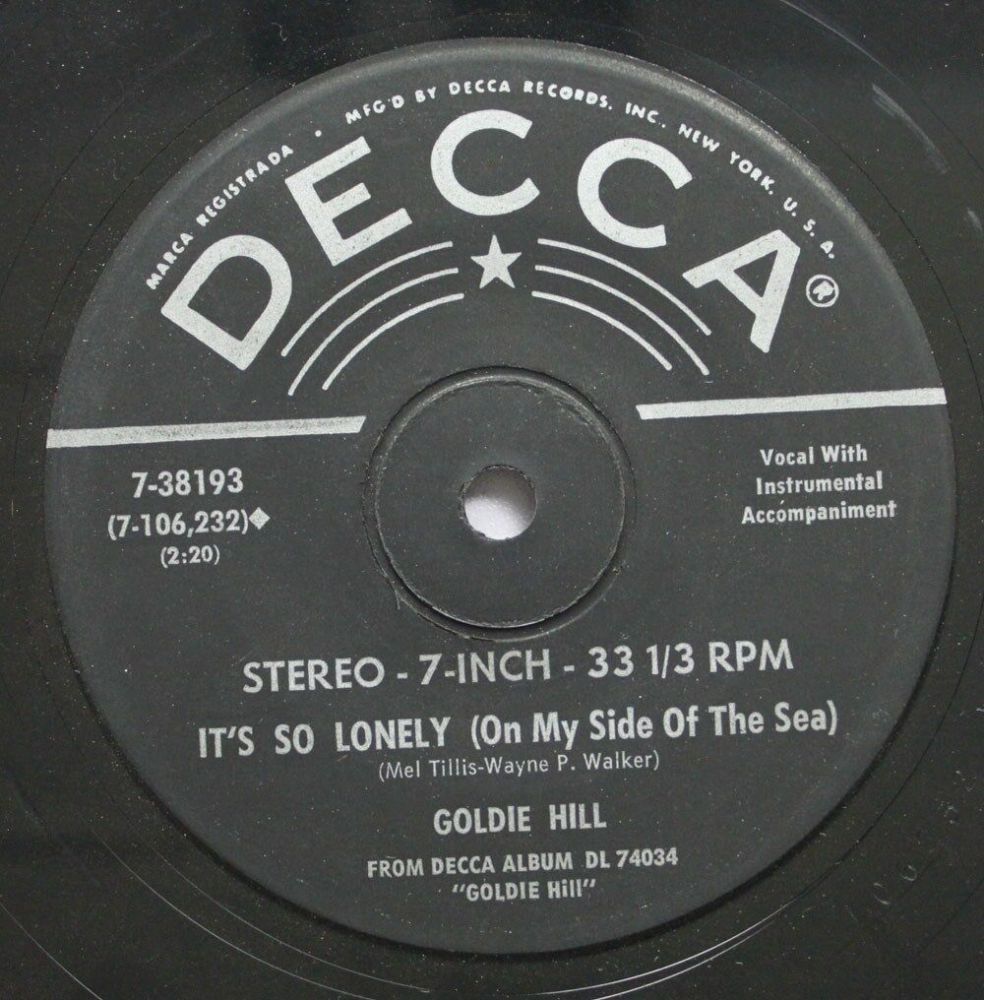 MARCA REGISTRADA • MFG'D BY DECCA RECORDS, INC., NEW YORK, U. S. A.
DECCA
7-38193
(7-106,232)◆
(2:20)
Vocal With
Instrumental
Accompaniment
STEREO - 7-INCH - 33 1/3 RPM
IT'S SO LONELY (On My Side Of The Sea)
(Mel Tillis-Wayne P. Walker)
GOLDIE HILL
FROM DECCA ALBUM DL 74034
"GOLDIE Hill"